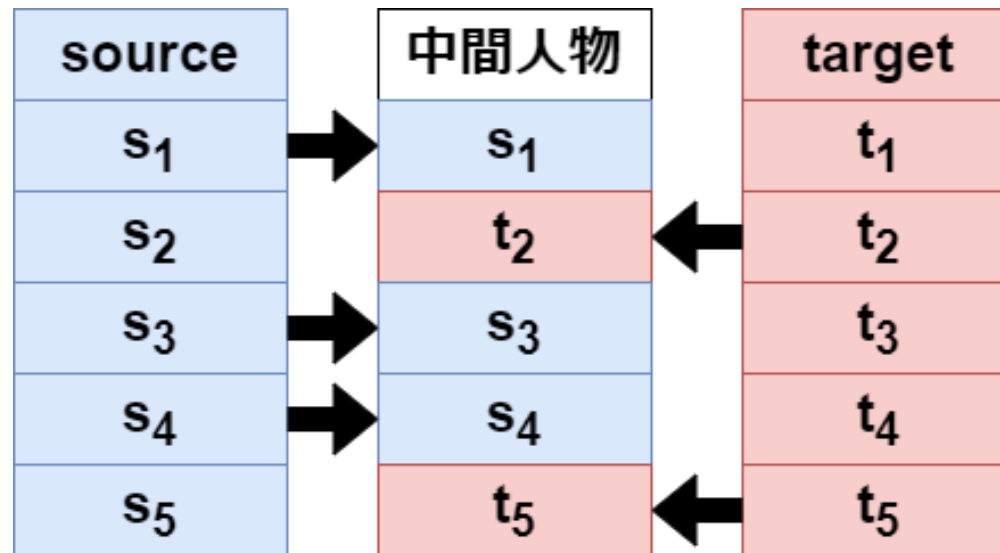 source 中間人物 target
s₁ s₁ t₁
s₂ t₂ t₂
s₃ s₃ t₃
s₄ s₄ t₄
s₅ t₅ t₅